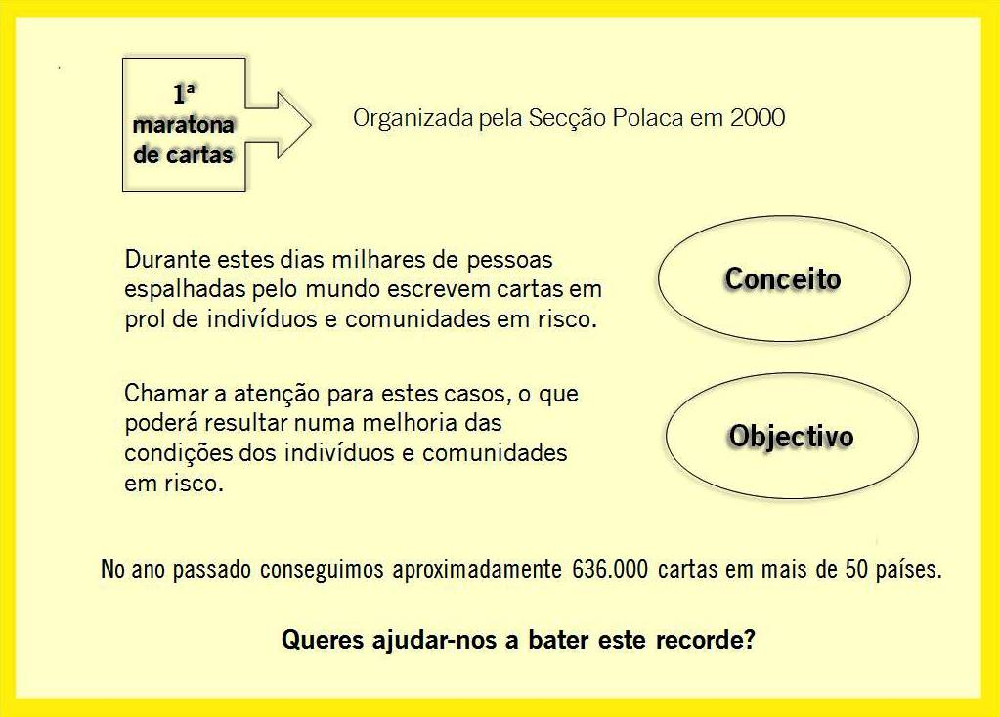 1ª
maratona
de cartas
Organizada pela Secção Polaca em 2000
Durante estes dias milhares de pessoas
espalhadas pelo mundo escrevem cartas em
prol de indivíduos e comunidades em risco.
Conceito
Chamar a atenção para estes casos, o que
poderá resultar numa melhoria das
condições dos indivíduos e comunidades
em risco.
Objectivo
No ano passado conseguimos aproximadamente 636.000 cartas em mais de 50 países.
Queres ajudar-nos a bater este recorde?